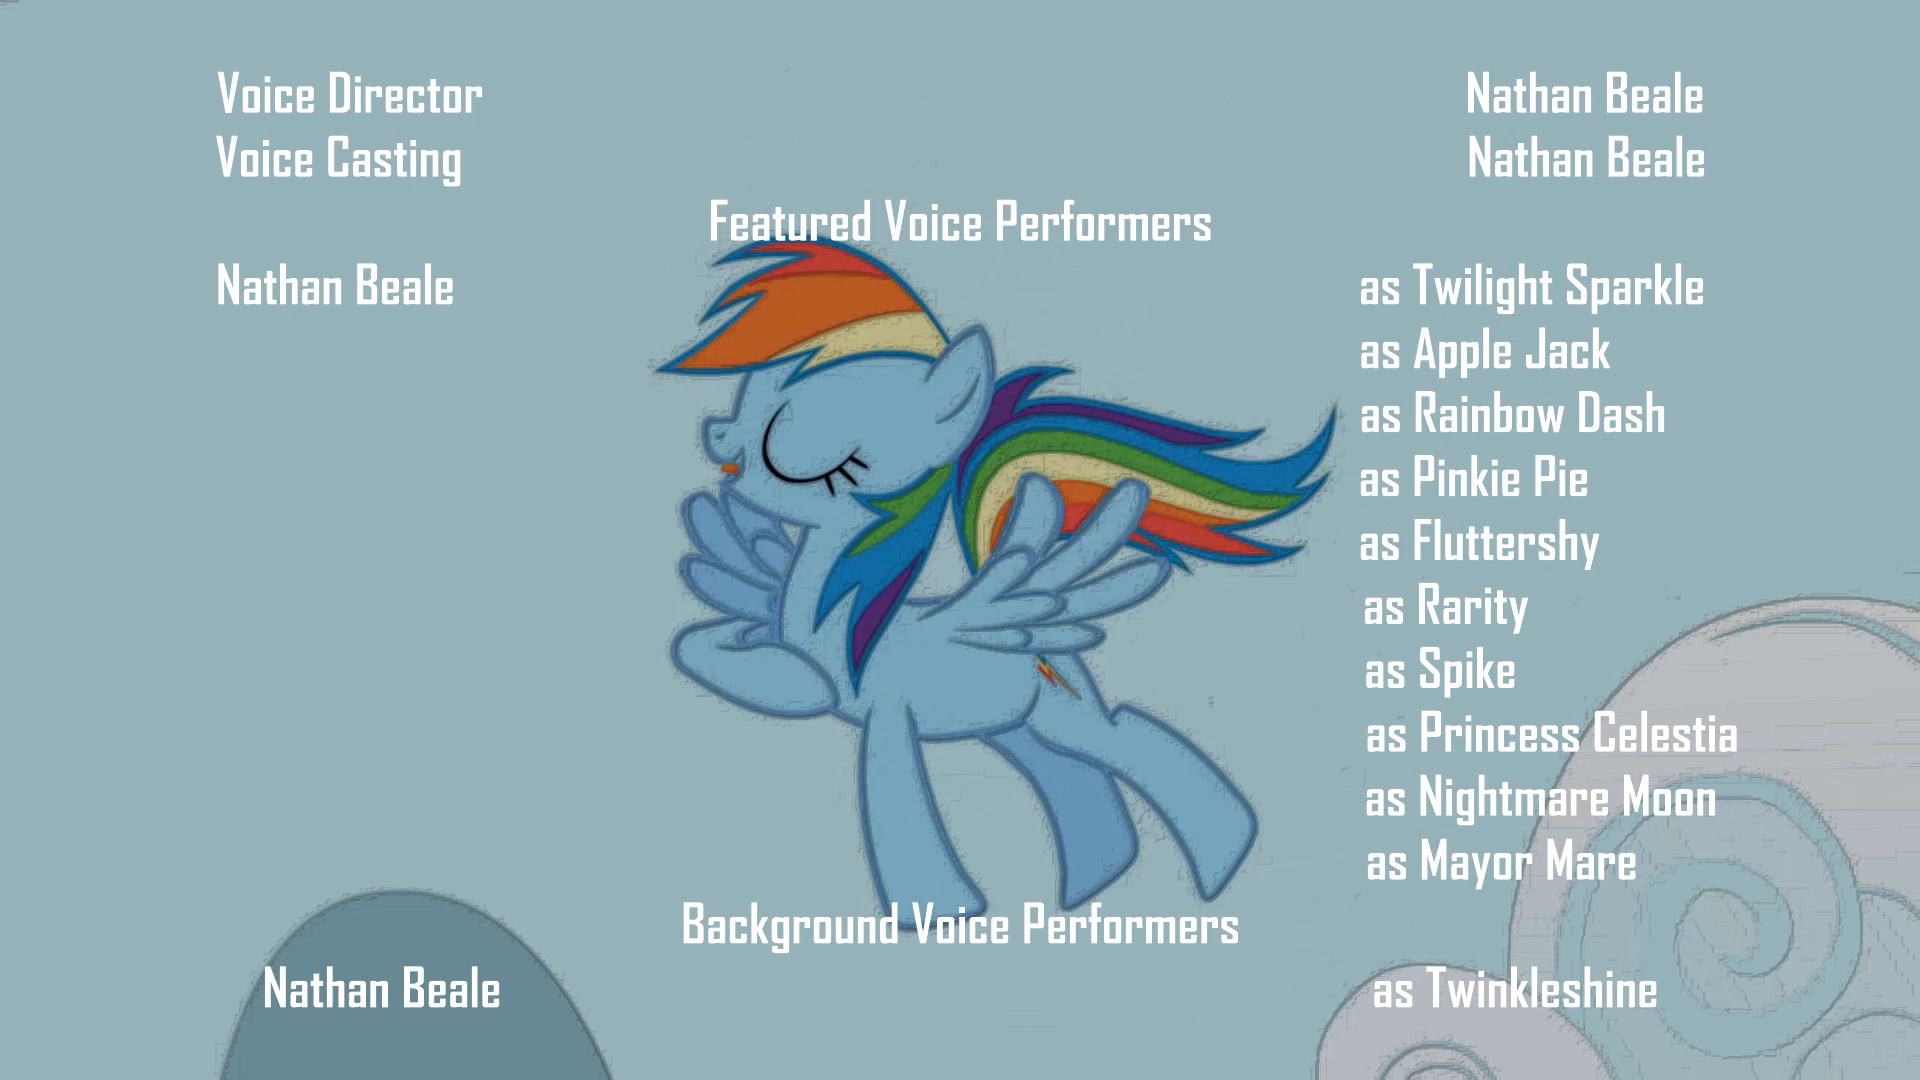 Voice Director Nathan Beale
Voice Casting Nathan Beale
Featured Voice Performers
Nathan Beale as Twilight Sparkle
as Apple Jack
as Rainbow Dash
as Pinkie Pie
as Fluttershy
as Rarity
as Spike
as Princess Celestia
as Nightmare Moon
as Mayor Mare
Background Voice Performers
Nathan Beale as Twinkleshine